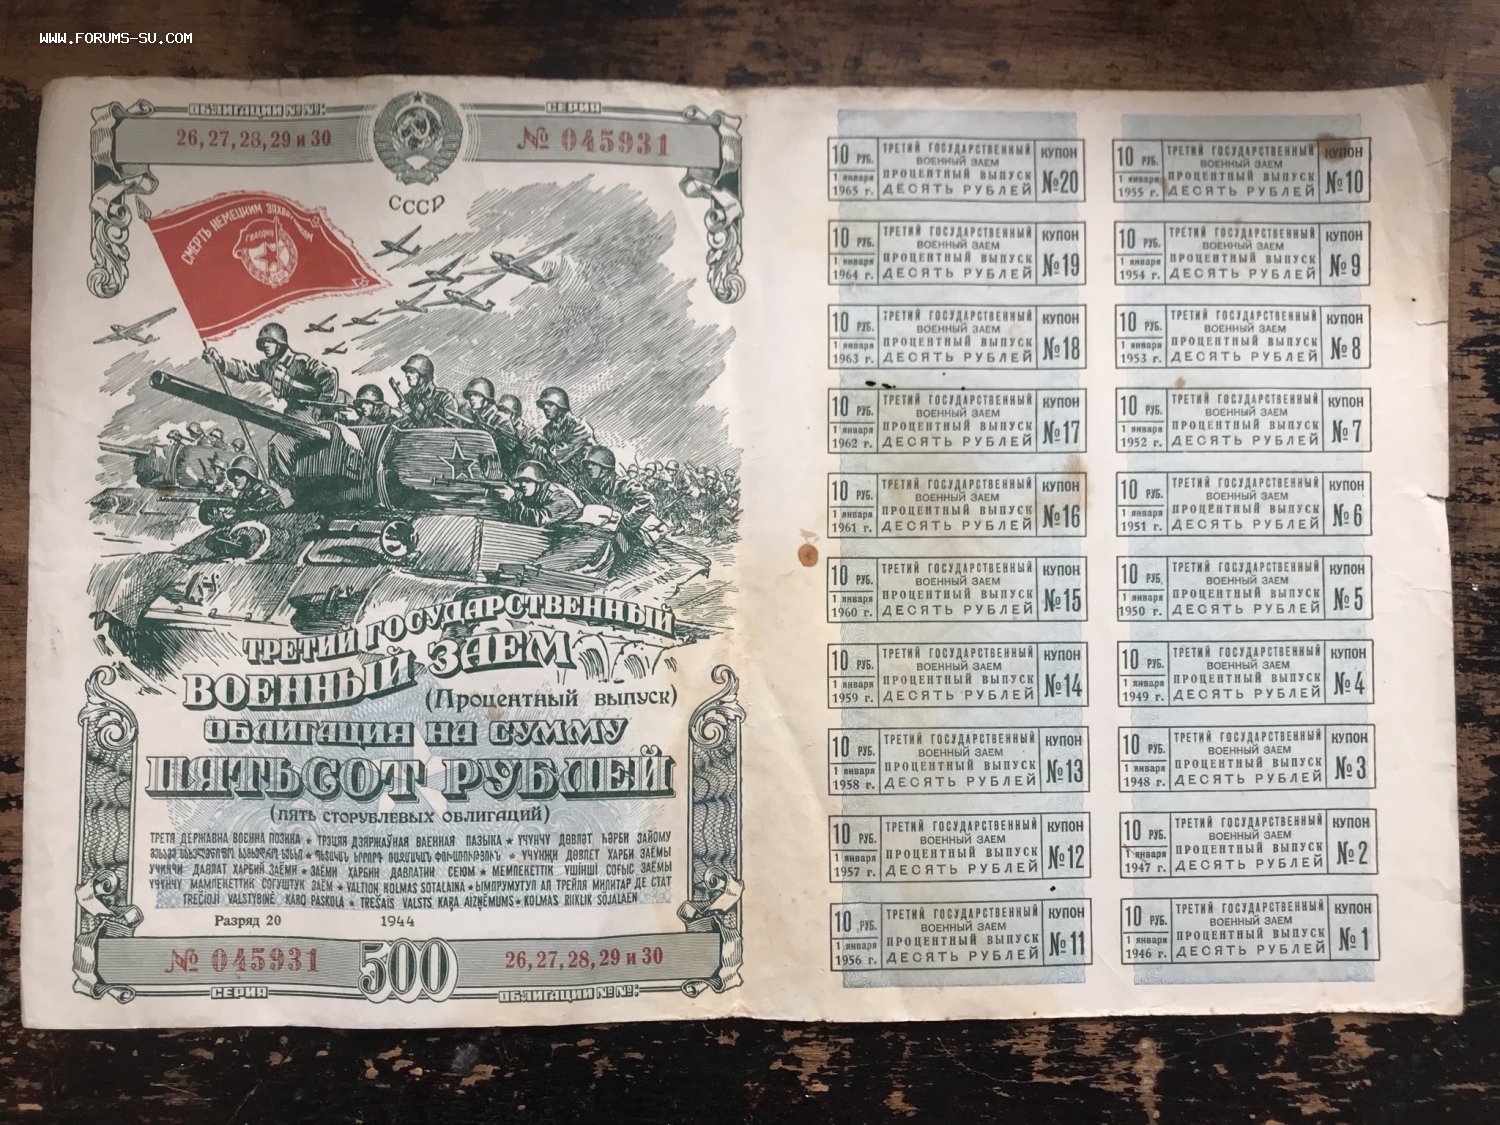 WWW.FORUMS-SU.COM
ОБЛИГАЦИИ №№: СЕРИЯ
26, 27, 28, 29 и 30 № 045931
СССР
СМЕРТЬ НЕМЕЦКИМ ЗАХВАТЧИКАМ
ГВАРДИЯ
ТРЕТИЙ ГОСУДАРСТВЕННЫЙ
ВОЕННЫЙ ЗАЕМ
(Процентный выпуск)
ОБЛИГАЦИЯ НА СУММУ
ПЯТЬСОТ РУБЛЕЙ
(ПЯТЬ СТОРУБЛЕВЫХ ОБЛИГАЦИЙ)
ТРЕТЯ ДЕРЖАВНА ВОЄННА ПОЗИКА ★ ТРЭЦЯЯ ДЗЯРЖАЎНАЯ ВАЕННАЯ ПАЗЫКА ★ ҮЧҮНЧҮ ДӨВЛӘТ ҺӘРБИ ЗАЙОМУ
★ УЧҮНҖИ ДӨВЛЕТ ХАРБЫ ЗАЁМЫ
УЧИНЧИ ДАВЛАТ ХАРБИЙ ЗАЁМИ ★ ЗАЁМИ ХАРБИИ ДАВЛАТИИ СЕЮМ ★ МЕМЛЕКЕТТІК ҮШІНШІ СОҒЫС ЗАЕМЫ
ҮЧҮНЧҮ МАМЛЕКЕТТИК СОГУШТУК ЗАЁМ ★ VALTION KOLMAS SOTALAINA ★ ЫМПРУМУТУЛ АЛ ТРЕЙЛЯ МИЛИТАР ДЕ СТАТ
TREČIOJI VALSTYBINĖ KARO PASKOLA ★ TREŠAIS VALSTS KARA AIZŅĒMUMS ★ KOLMAS RIIKLIK SÕJALAEN
Разряд 20 1944
№ 045931 500 26, 27, 28, 29 и 30
СЕРИЯ ОБЛИГАЦИИ №№:
10 РУБ. ТРЕТИЙ ГОСУДАРСТВЕННЫЙ КУПОН
ВОЕННЫЙ ЗАЕМ
1 января ПРОЦЕНТНЫЙ ВЫПУСК №20
1965 г. ДЕСЯТЬ РУБЛЕЙ
10 РУБ. ТРЕТИЙ ГОСУДАРСТВЕННЫЙ КУПОН
ВОЕННЫЙ ЗАЕМ
1 января ПРОЦЕНТНЫЙ ВЫПУСК №19
1964 г. ДЕСЯТЬ РУБЛЕЙ
10 РУБ. ТРЕТИЙ ГОСУДАРСТВЕННЫЙ КУПОН
ВОЕННЫЙ ЗАЕМ
1 января ПРОЦЕНТНЫЙ ВЫПУСК №18
1963 г. ДЕСЯТЬ РУБЛЕЙ
10 РУБ. ТРЕТИЙ ГОСУДАРСТВЕННЫЙ КУПОН
ВОЕННЫЙ ЗАЕМ
1 января ПРОЦЕНТНЫЙ ВЫПУСК №17
1962 г. ДЕСЯТЬ РУБЛЕЙ
10 РУБ. ТРЕТИЙ ГОСУДАРСТВЕННЫЙ КУПОН
ВОЕННЫЙ ЗАЕМ
1 января ПРОЦЕНТНЫЙ ВЫПУСК №16
1961 г. ДЕСЯТЬ РУБЛЕЙ
10 РУБ. ТРЕТИЙ ГОСУДАРСТВЕННЫЙ КУПОН
ВОЕННЫЙ ЗАЕМ
1 января ПРОЦЕНТНЫЙ ВЫПУСК №15
1960 г. ДЕСЯТЬ РУБЛЕЙ
10 РУБ. ТРЕТИЙ ГОСУДАРСТВЕННЫЙ КУПОН
ВОЕННЫЙ ЗАЕМ
1 января ПРОЦЕНТНЫЙ ВЫПУСК №14
1959 г. ДЕСЯТЬ РУБЛЕЙ
10 РУБ. ТРЕТИЙ ГОСУДАРСТВЕННЫЙ КУПОН
ВОЕННЫЙ ЗАЕМ
1 января ПРОЦЕНТНЫЙ ВЫПУСК №13
1958 г. ДЕСЯТЬ РУБЛЕЙ
10 РУБ. ТРЕТИЙ ГОСУДАРСТВЕННЫЙ КУПОН
ВОЕННЫЙ ЗАЕМ
1 января ПРОЦЕНТНЫЙ ВЫПУСК №12
1957 г. ДЕСЯТЬ РУБЛЕЙ
10 РУБ. ТРЕТИЙ ГОСУДАРСТВЕННЫЙ КУПОН
ВОЕННЫЙ ЗАЕМ
1 января ПРОЦЕНТНЫЙ ВЫПУСК №11
1956 г. ДЕСЯТЬ РУБЛЕЙ
10 РУБ. ТРЕТИЙ ГОСУДАРСТВЕННЫЙ КУПОН
ВОЕННЫЙ ЗАЕМ
1 января ПРОЦЕНТНЫЙ ВЫПУСК №10
1955 г. ДЕСЯТЬ РУБЛЕЙ
10 РУБ. ТРЕТИЙ ГОСУДАРСТВЕННЫЙ КУПОН
ВОЕННЫЙ ЗАЕМ
1 января ПРОЦЕНТНЫЙ ВЫПУСК №9
1954 г. ДЕСЯТЬ РУБЛЕЙ
10 РУБ. ТРЕТИЙ ГОСУДАРСТВЕННЫЙ КУПОН
ВОЕННЫЙ ЗАЕМ
1 января ПРОЦЕНТНЫЙ ВЫПУСК №8
1953 г. ДЕСЯТЬ РУБЛЕЙ
10 РУБ. ТРЕТИЙ ГОСУДАРСТВЕННЫЙ КУПОН
ВОЕННЫЙ ЗАЕМ
1 января ПРОЦЕНТНЫЙ ВЫПУСК №7
1952 г. ДЕСЯТЬ РУБЛЕЙ
10 РУБ. ТРЕТИЙ ГОСУДАРСТВЕННЫЙ КУПОН
ВОЕННЫЙ ЗАЕМ
1 января ПРОЦЕНТНЫЙ ВЫПУСК №6
1951 г. ДЕСЯТЬ РУБЛЕЙ
10 РУБ. ТРЕТИЙ ГОСУДАРСТВЕННЫЙ КУПОН
ВОЕННЫЙ ЗАЕМ
1 января ПРОЦЕНТНЫЙ ВЫПУСК №5
1950 г. ДЕСЯТЬ РУБЛЕЙ
10 РУБ. ТРЕТИЙ ГОСУДАРСТВЕННЫЙ КУПОН
ВОЕННЫЙ ЗАЕМ
1 января ПРОЦЕНТНЫЙ ВЫПУСК №4
1949 г. ДЕСЯТЬ РУБЛЕЙ
10 РУБ. ТРЕТИЙ ГОСУДАРСТВЕННЫЙ КУПОН
ВОЕННЫЙ ЗАЕМ
1 января ПРОЦЕНТНЫЙ ВЫПУСК №3
1948 г. ДЕСЯТЬ РУБЛЕЙ
10 РУБ. ТРЕТИЙ ГОСУДАРСТВЕННЫЙ КУПОН
ВОЕННЫЙ ЗАЕМ
1 января ПРОЦЕНТНЫЙ ВЫПУСК №2
1947 г. ДЕСЯТЬ РУБЛЕЙ
10 РУБ. ТРЕТИЙ ГОСУДАРСТВЕННЫЙ КУПОН
ВОЕННЫЙ ЗАЕМ
1 января ПРОЦЕНТНЫЙ ВЫПУСК №1
1946 г. ДЕСЯТЬ РУБЛЕЙ